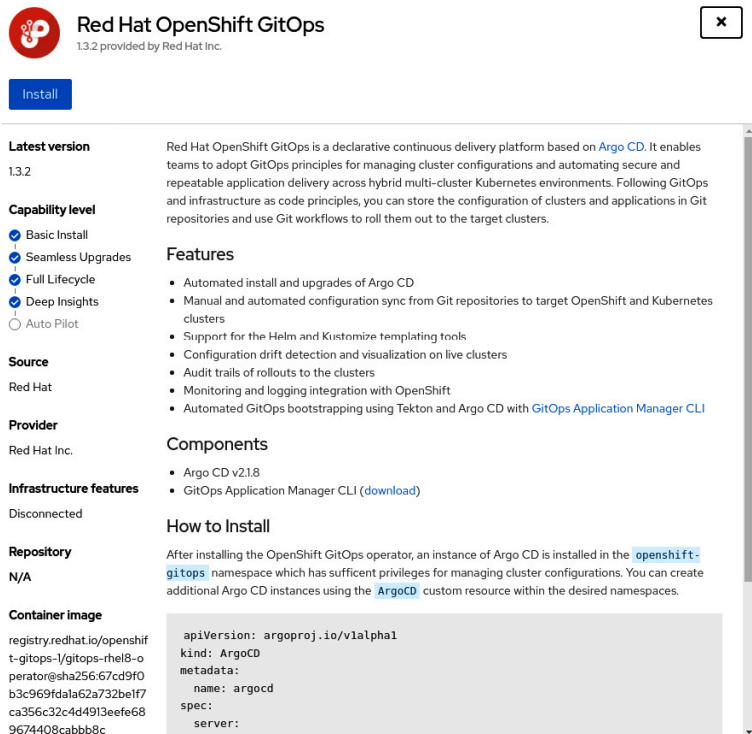 Red Hat OpenShift GitOps
1.3.2 provided by Red Hat Inc.
Install
Latest version
1.3.2
Capability level
Basic Install
Seamless Upgrades
Full Lifecycle
Deep Insights
Auto Pilot
Source
Red Hat
Provider
Red Hat Inc.
Infrastructure features
Disconnected
Repository
N/A
Container image
registry.redhat.io/openshif
t-gitops-1/gitops-rhel8-o
perator@sha256:67cd9f0
b3c969fda1a62a732be1f7
ca356c32c4d4913eefe68
9674408cabbb8c
Red Hat OpenShift GitOps is a declarative continuous delivery platform based on Argo CD. It enables
teams to adopt GitOps principles for managing cluster configurations and automating secure and
repeatable application delivery across hybrid multi-cluster Kubernetes environments. Following GitOps
and infrastructure as code principles, you can store the configuration of clusters and applications in Git
repositories and use Git workflows to roll them out to the target clusters.
Features
• Automated install and upgrades of Argo CD
• Manual and automated configuration sync from Git repositories to target OpenShift and Kubernetes
clusters
• Support for the Helm and Kustomize templating tools
• Configuration drift detection and visualization on live clusters
• Audit trails of rollouts to the clusters
• Monitoring and logging integration with OpenShift
• Automated GitOps bootstrapping using Tekton and Argo CD with GitOps Application Manager CLI
Components
• Argo CD v2.1.8
• GitOps Application Manager CLI (download)
How to Install
After installing the OpenShift GitOps operator, an instance of Argo CD is installed in the openshift-
gitops namespace which has sufficent privileges for managing cluster configurations. You can create
additional Argo CD instances using the ArgoCD custom resource within the desired namespaces.
apiVersion: argoproj.io/v1alpha1
kind: ArgoCD
metadata:
  name: argocd
spec:
  server: